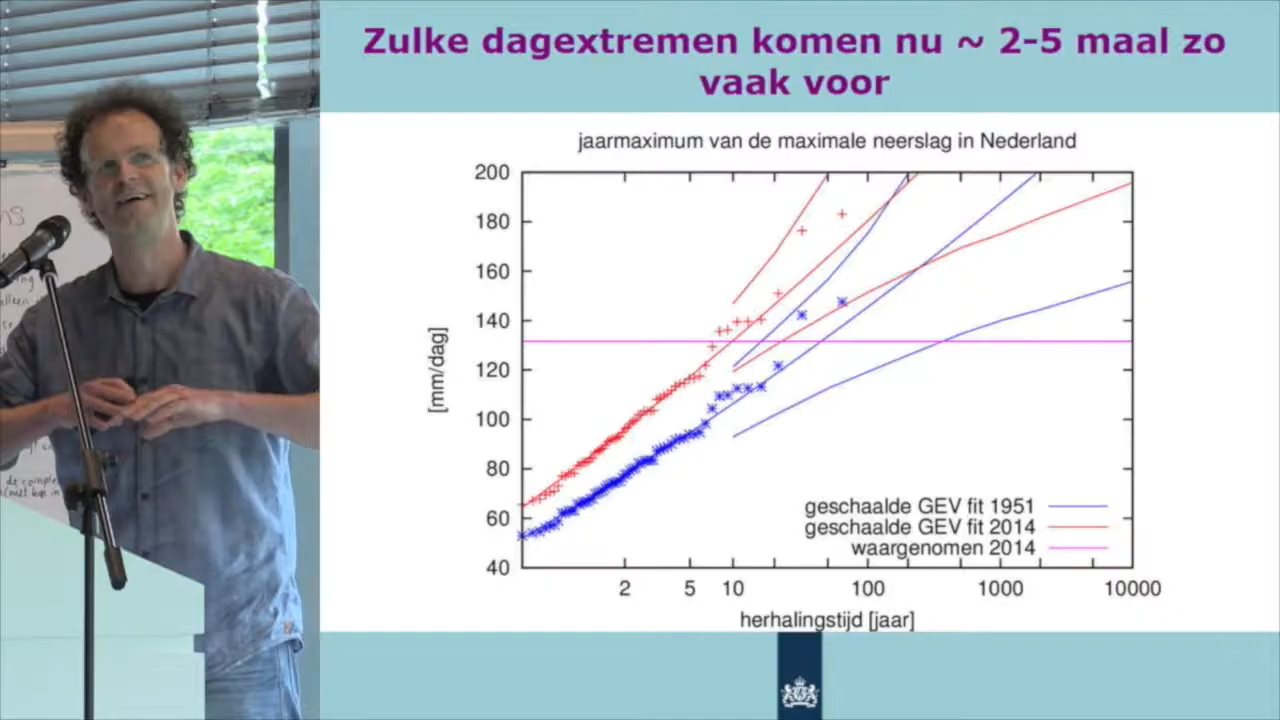 Zulke dagextremen komen nu ~ 2-5 maal zo
vaak voor
jaarmaximum van de maximale neerslag in Nederland
200
180
160
140
120
100
80
60
40
[mm/dag]
2 5 10 100 1000 10000
herhalingstijd [jaar]
geschaalde GEV fit 1951
geschaalde GEV fit 2014
waargenomen 2014